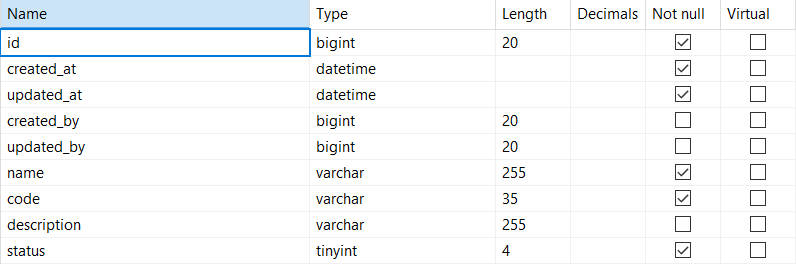 Name Type Length Decimals Not null Virtual
id bigint 20
created_at datetime
updated_at datetime
created_by bigint 20
updated_by bigint 20
name varchar 255
code varchar 35
description varchar 255
status tinyint 4